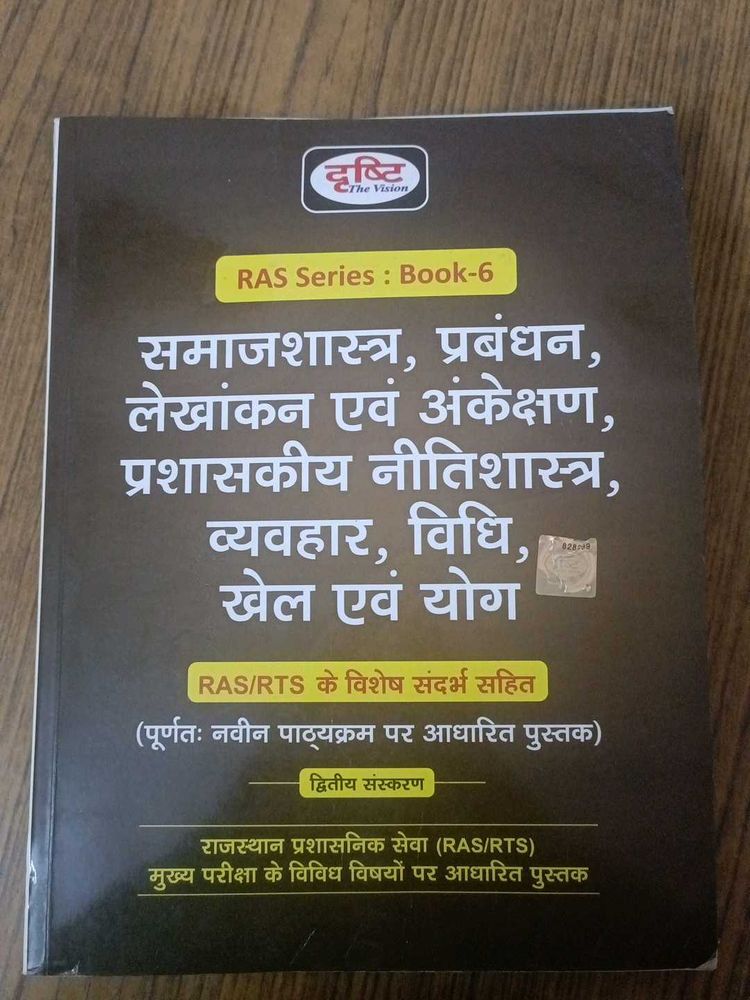 दृष्टि
The Vision
RAS Series : Book-6
समाजशास्त्र, प्रबंधन,
लेखांकन एवं अंकेक्षण,
प्रशासकीय नीतिशास्त्र,
व्यवहार, विधि,
खेल एवं योग
RAS/RTS के विशेष संदर्भ सहित
(पूर्णतः नवीन पाठ्यक्रम पर आधारित पुस्तक)
द्वितीय संस्करण
राजस्थान प्रशासनिक सेवा (RAS/RTS)
मुख्य परीक्षा के विविध विषयों पर आधारित पुस्तक